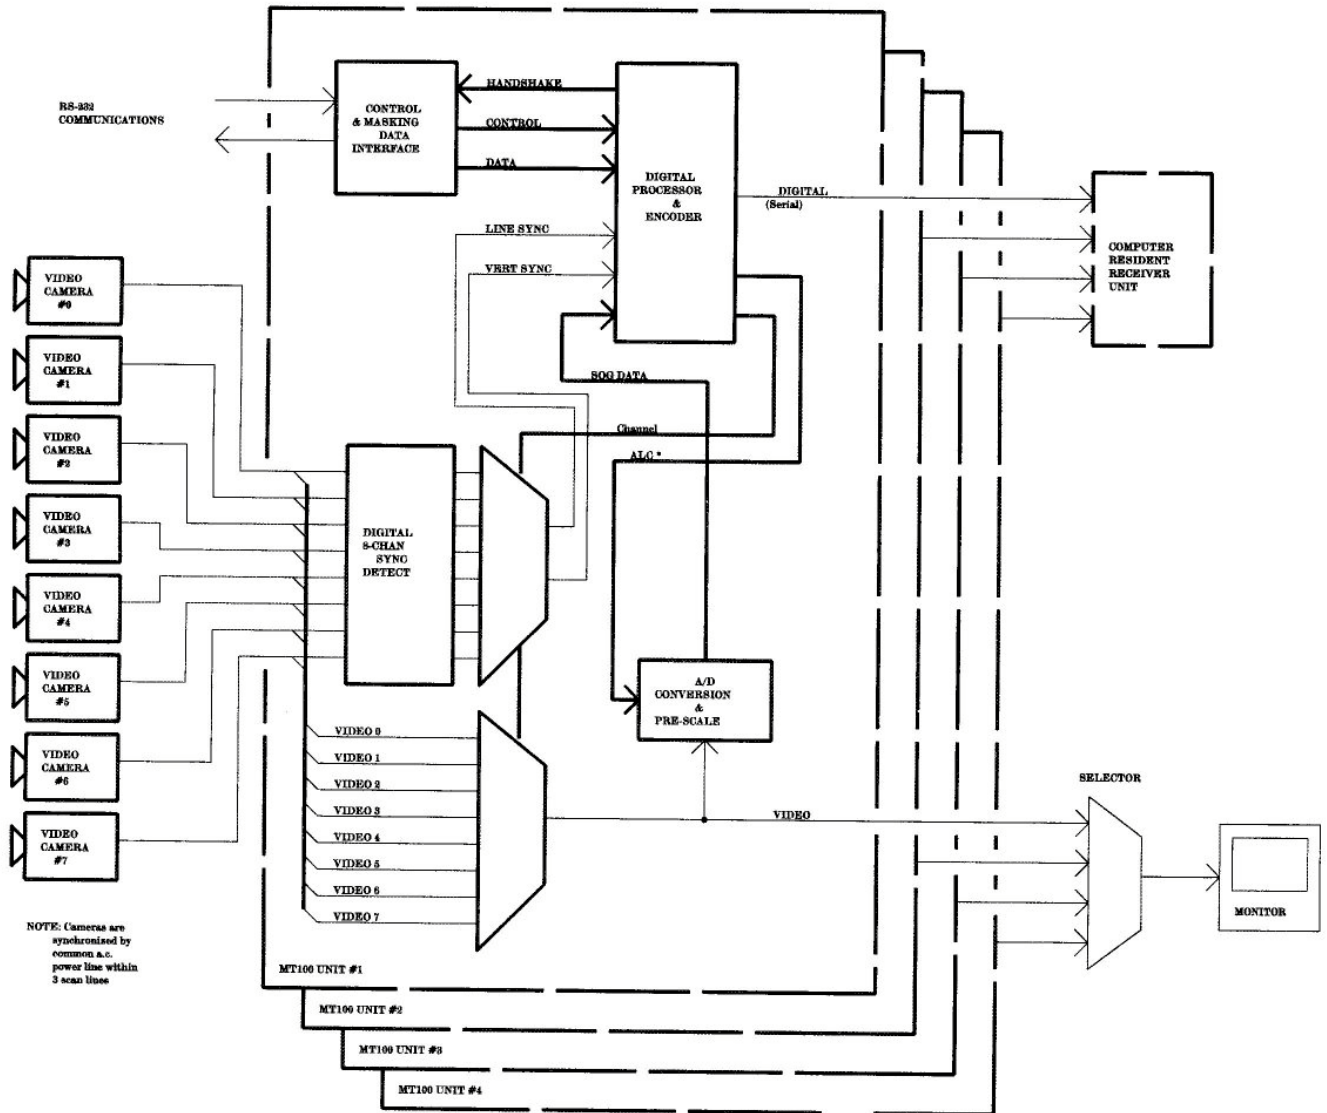 RS-232
COMMUNICATIONS
CONTROL
& MASKING
DATA
INTERFACE
HANDSHAKE
CONTROL
DATA
LINE SYNC
VERT SYNC
DIGITAL
PROCESSOR
&
ENCODER
DIGITAL
(Serial)
COMPUTER
RESIDENT
RECEIVER
UNIT
VIDEO
CAMERA
#0
VIDEO
CAMERA
#1
VIDEO
CAMERA
#2
VIDEO
CAMERA
#3
VIDEO
CAMERA
#4
VIDEO
CAMERA
#5
VIDEO
CAMERA
#6
VIDEO
CAMERA
#7
SOG DATA
Channel
ALC *
DIGITAL
8-CHAN
SYNC
DETECT
A/D
CONVERSION
&
PRE-SCALE
VIDEO 0
VIDEO 1
VIDEO 2
VIDEO 3
VIDEO 4
VIDEO 5
VIDEO 6
VIDEO 7
VIDEO
SELECTOR
MONITOR
NOTE: Cameras are
synchronised by
common a.c.
power line within
3 scan lines
MT100 UNIT #1
MT100 UNIT #2
MT100 UNIT #3
MT100 UNIT #4